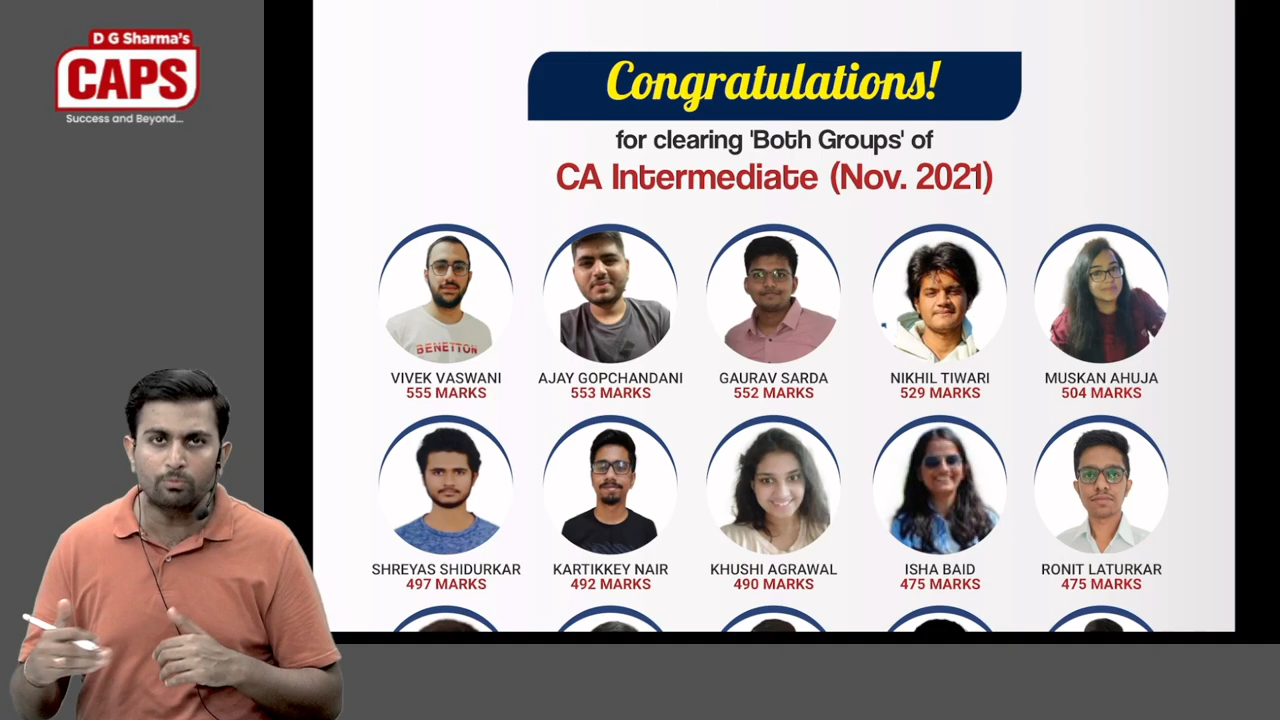 D G Sharma's
CAPS
Success and Beyond...
Congratulations!
for clearing 'Both Groups' of
CA Intermediate (Nov. 2021)
BENETTON
VIVEK VASWANI
555 MARKS
AJAY GOPCHANDANI
553 MARKS
GAURAV SARDA
552 MARKS
NIKHIL TIWARI
529 MARKS
MUSKAN AHUJA
504 MARKS
SHREYAS SHIDURKAR
497 MARKS
KARTIKKEY NAIR
492 MARKS
KHUSHI AGRAWAL
490 MARKS
ISHA BAID
475 MARKS
RONIT LATURKAR
475 MARKS